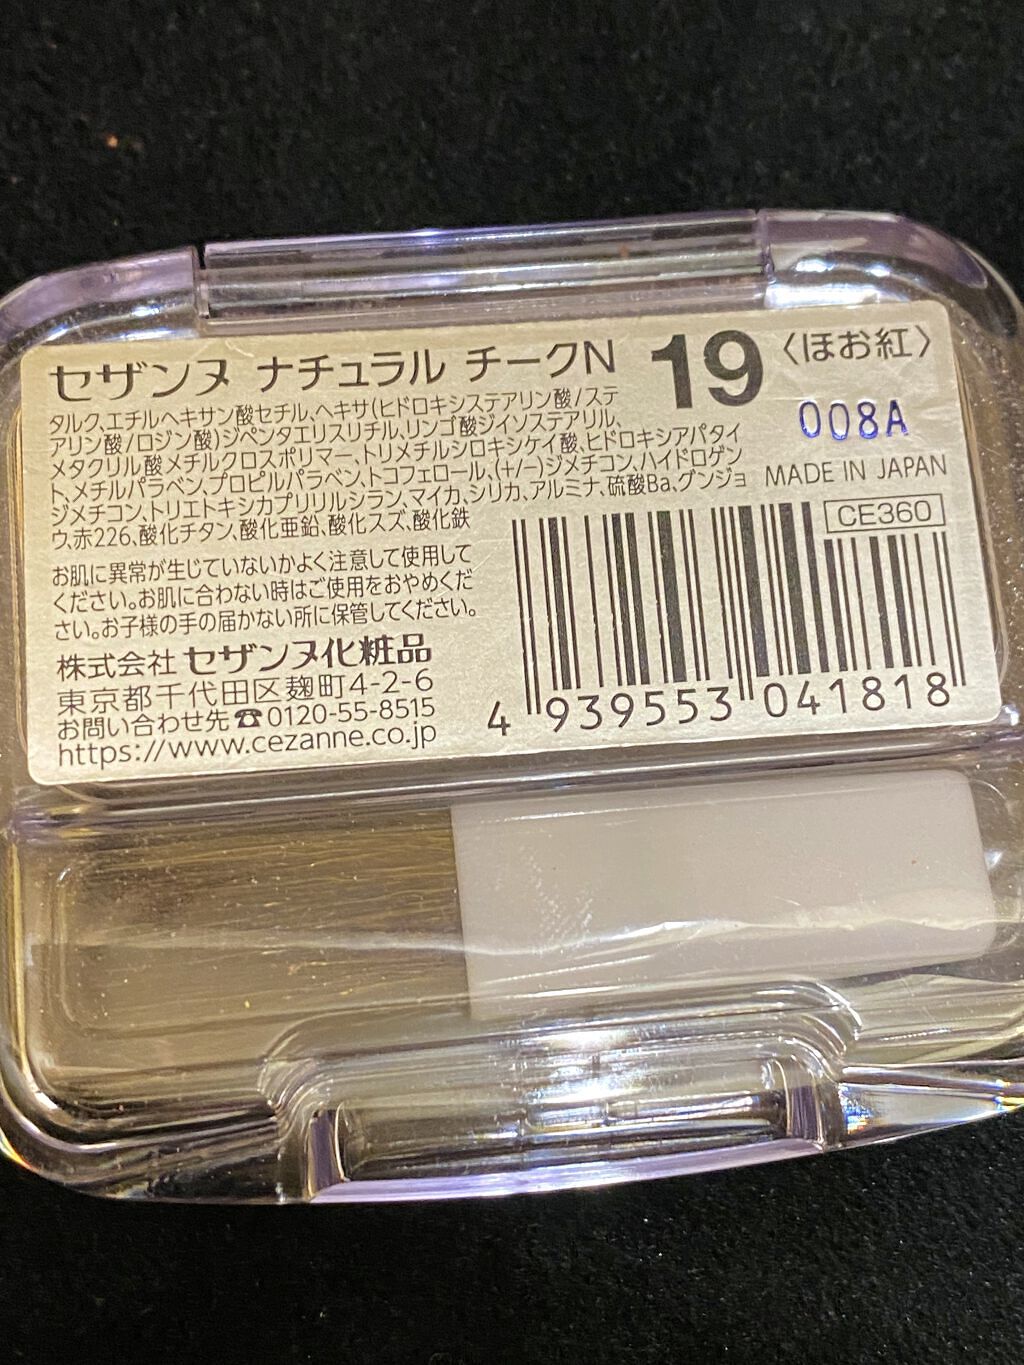 セザンヌ ナチュラル チークN 19 〈ほお紅〉
タルク、エチルヘキサン酸セチル、ヘキサ(ヒドロキシステアリン酸/ステ
アリン酸/ロジン酸)ジペンタエリスリチル、リンゴ酸ジイソステアリル、
メタクリル酸メチルクロスポリマー、トリメチルシロキシケイ酸、ヒドロキシアパタイ
ト、メチルパラベン、プロピルパラベン、トコフェロール、(+/-)ジメチコン、ハイドロゲン
ジメチコン、トリエトキシカプリリルシラン、マイカ、シリカ、アルミナ、硫酸Ba、グンジョ
ウ、赤226、酸化チタン、酸化亜鉛、酸化スズ、酸化鉄
008A
MADE IN JAPAN
CE360
お肌に異常が生じていないかよく注意して使用して
ください。お肌に合わない時はご使用をおやめくだ
さい。お子様の手の届かない所に保管してください。
株式会社 セザンヌ化粧品
東京都千代田区麹町4-2-6
お問い合わせ先☎0120-55-8515
https://www.cezanne.co.jp
4 939553 041818